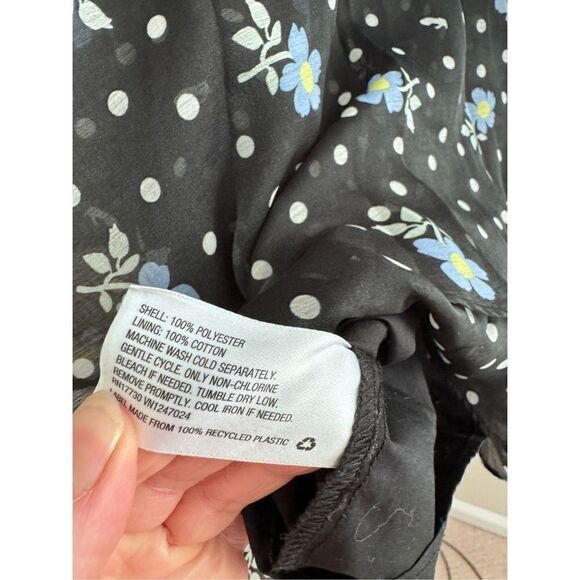 SHELL: 100% POLYESTER
LINING: 100% COTTON
MACHINE WASH COLD SEPARATELY.
GENTLE CYCLE. ONLY NON-CHLORINE
BLEACH IF NEEDED. TUMBLE DRY LOW.
REMOVE PROMPTLY. COOL IRON IF NEEDED.
RN17730 VN1247024
LABEL MADE FROM 100% RECYCLED PLASTIC